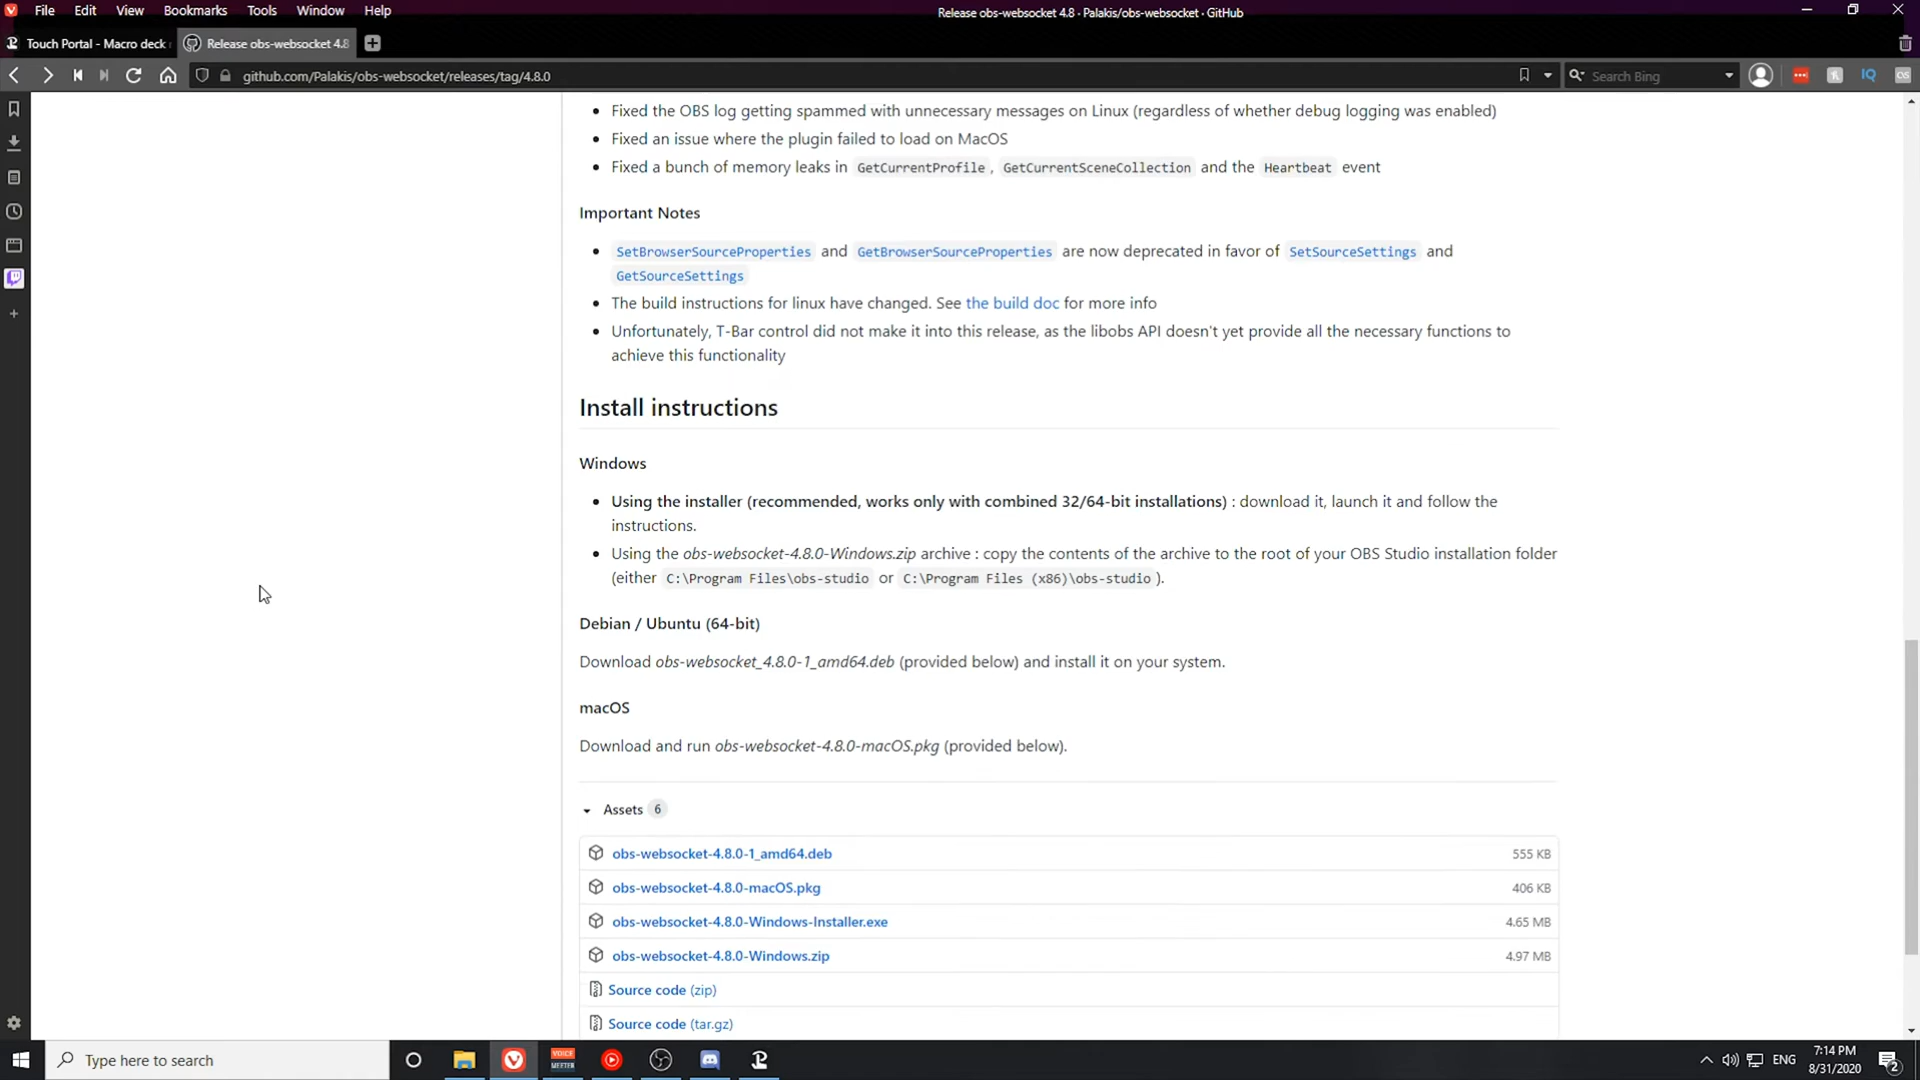 File Edit View Bookmarks Tools Window Help
Release obs-websocket 4.8 · Palakis/obs-websocket · GitHub
Touch Portal - Macro deck
Release obs-websocket 4.8
github.com/Palakis/obs-websocket/releases/tag/4.8.0
Search Bing
IQ
OS
• Fixed the OBS log getting spammed with unnecessary messages on Linux (regardless of whether debug logging was enabled)
• Fixed an issue where the plugin failed to load on MacOS
• Fixed a bunch of memory leaks in GetCurrentProfile, GetCurrentSceneCollection and the Heartbeat event
Important Notes
• SetBrowserSourceProperties and GetBrowserSourceProperties are now deprecated in favor of SetSourceSettings and
GetSourceSettings
• The build instructions for linux have changed. See the build doc for more info
• Unfortunately, T-Bar control did not make it into this release, as the libobs API doesn't yet provide all the necessary functions to
achieve this functionality
Install instructions
Windows
• Using the installer (recommended, works only with combined 32/64-bit installations) : download it, launch it and follow the
instructions.
• Using the obs-websocket-4.8.0-Windows.zip archive : copy the contents of the archive to the root of your OBS Studio installation folder
(either C:\Program Files\obs-studio or C:\Program Files (x86)\obs-studio ).
Debian / Ubuntu (64-bit)
Download obs-websocket_4.8.0-1_amd64.deb (provided below) and install it on your system.
macOS
Download and run obs-websocket-4.8.0-macOS.pkg (provided below).
Assets 6
obs-websocket-4.8.0-1_amd64.deb 555 KB
obs-websocket-4.8.0-macOS.pkg 406 KB
obs-websocket-4.8.0-Windows-Installer.exe 4.65 MB
obs-websocket-4.8.0-Windows.zip 4.97 MB
Source code (zip)
Source code (tar.gz)
Type here to search
VOICE
MEETER
ENG
7:14 PM
8/31/2020
2